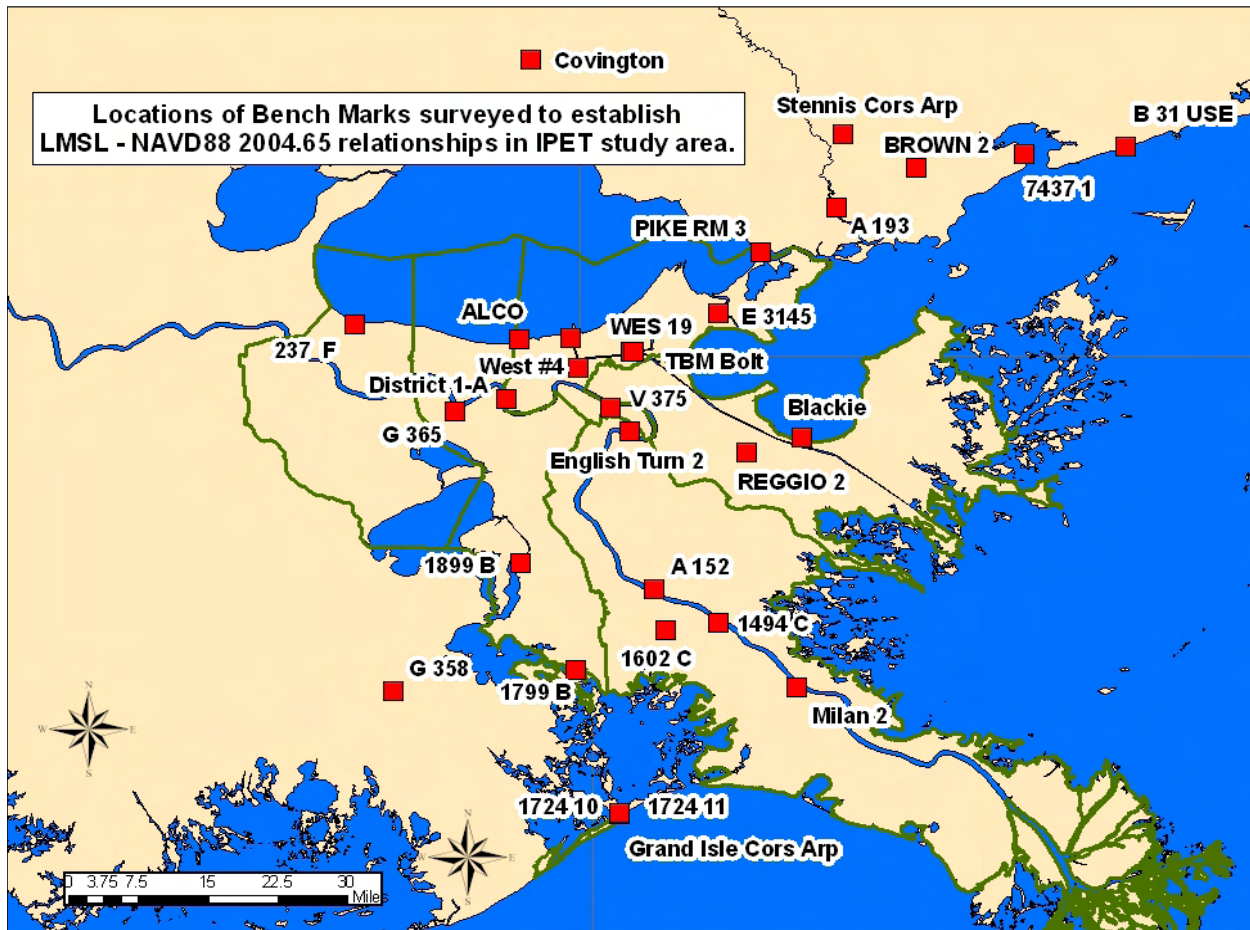 Covington
Locations of Bench Marks surveyed to establish
LMSL - NAVD88 2004.65 relationships in IPET study area.
Stennis Cors Arp
B 31 USE
BROWN 2
7437 1
A 193
PIKE RM 3
E 3145
ALCO
WES 19
237 F
West #4
TBM Bolt
District 1-A
V 375
Blackie
G 365
English Turn 2
REGGIO 2
1899 B
A 152
1494 C
G 358
1602 C
1799 B
Milan 2
N
W E
S
1724 10
1724 11
Grand Isle Cors Arp
N
W E
S
0 3.75 7.5 15 22.5 30
Miles